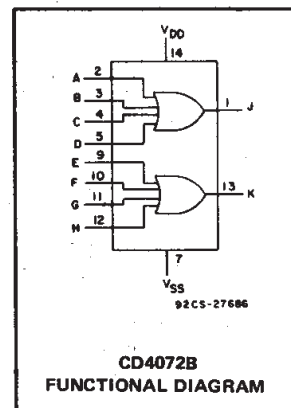 VDD
14
A 2
B 3
C 4
D 5
1 J
E 9
F 10
G 11
H 12
13 K
7
VSS
92CS-27686
CD4072B
FUNCTIONAL DIAGRAM